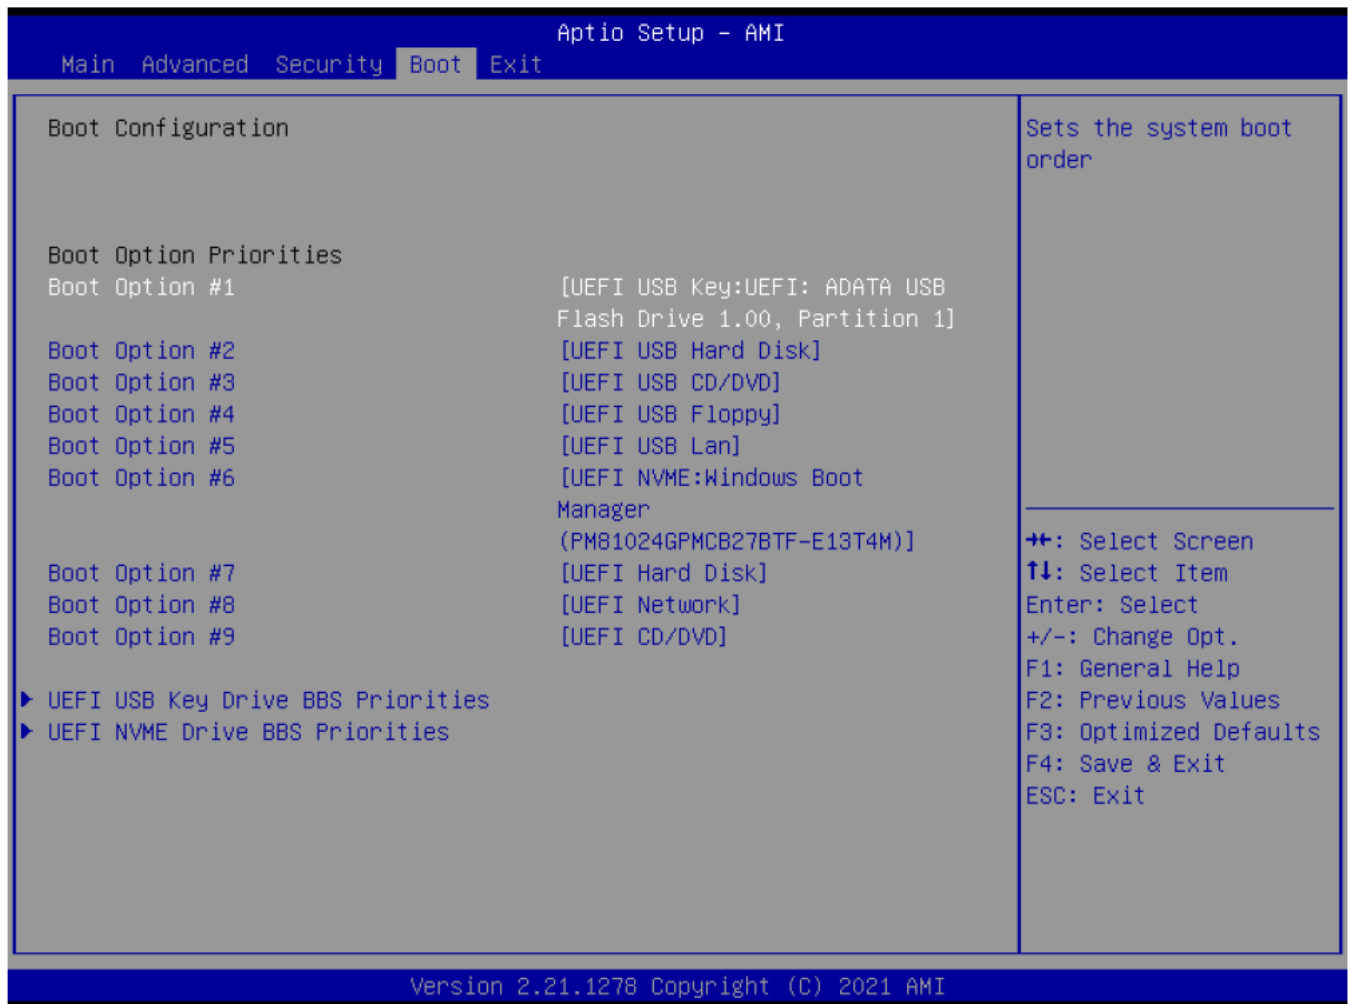 Aptio Setup – AMI
Main Advanced Security Boot Exit
Boot Configuration
Boot Option Priorities
Boot Option #1 [UEFI USB Key:UEFI: ADATA USB
Flash Drive 1.00, Partition 1]
Boot Option #2 [UEFI USB Hard Disk]
Boot Option #3 [UEFI USB CD/DVD]
Boot Option #4 [UEFI USB Floppy]
Boot Option #5 [UEFI USB Lan]
Boot Option #6 [UEFI NVME:Windows Boot
Manager
(PM81024GPMCB27BTF-E13T4M)]
Boot Option #7 [UEFI Hard Disk]
Boot Option #8 [UEFI Network]
Boot Option #9 [UEFI CD/DVD]
UEFI USB Key Drive BBS Priorities
UEFI NVME Drive BBS Priorities
Sets the system boot
order
→←: Select Screen
↑↓: Select Item
Enter: Select
+/-: Change Opt.
F1: General Help
F2: Previous Values
F3: Optimized Defaults
F4: Save & Exit
ESC: Exit
Version 2.21.1278 Copyright (C) 2021 AMI